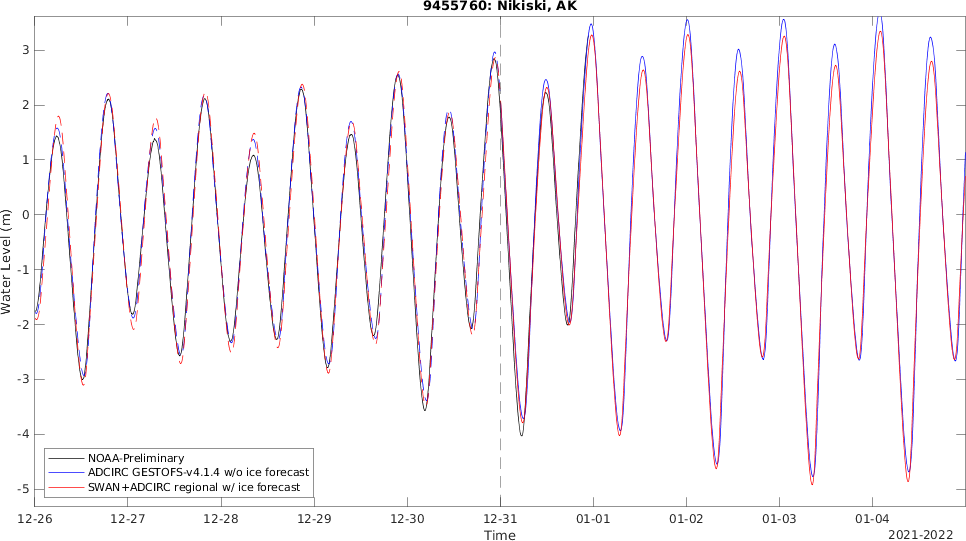 9455760: Nikiski, AK
Water Level (m)
3
2
1
0
-1
-2
-3
-4
-5
NOAA-Preliminary
ADCIRC GESTOFS-v4.1.4 w/o ice forecast
SWAN+ADCIRC regional w/ ice forecast
12-26 12-27 12-28 12-29 12-30 12-31 01-01 01-02 01-03 01-04
Time
2021-2022